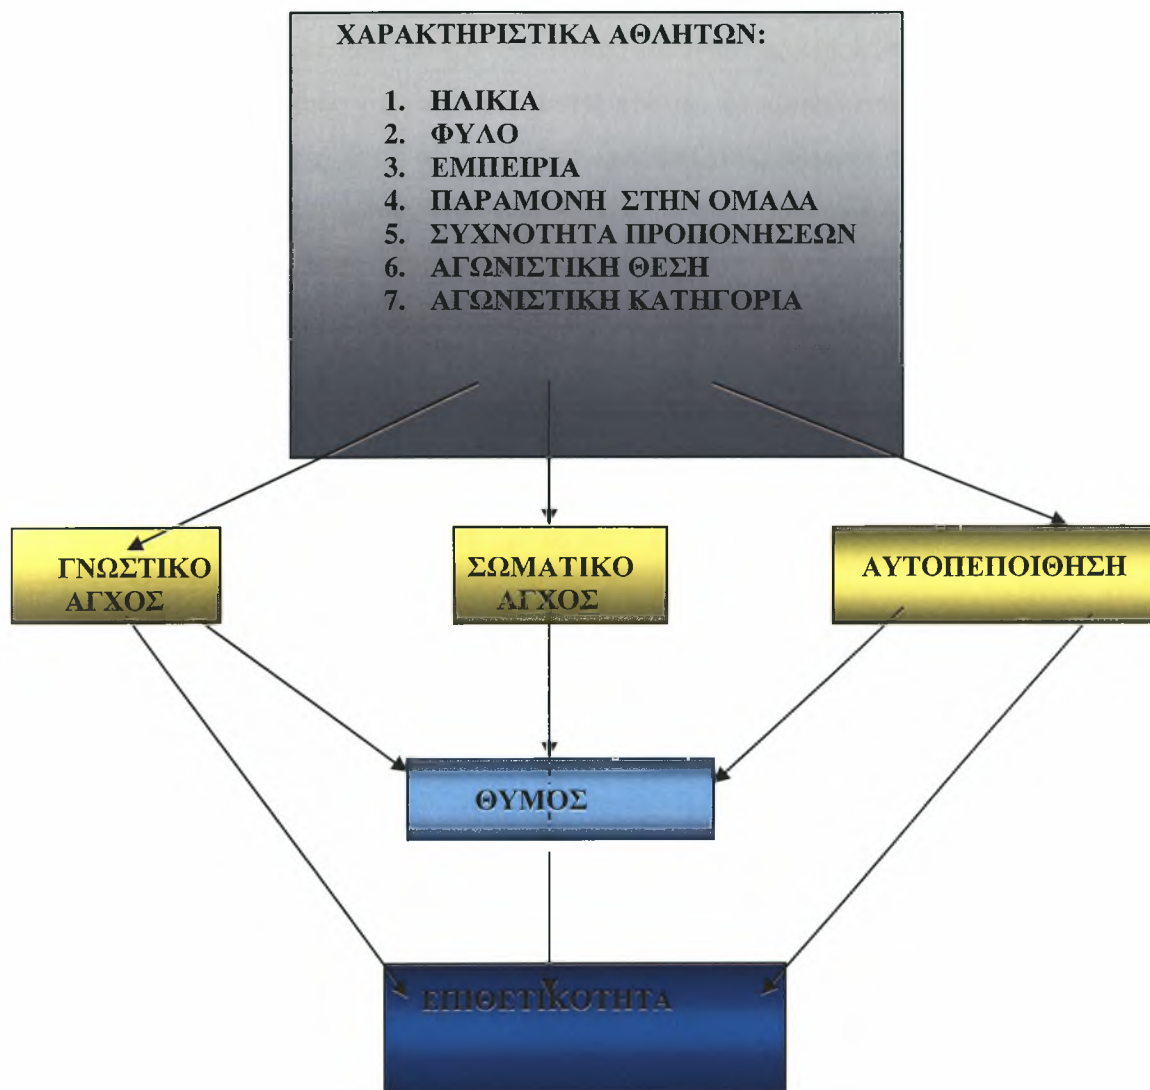 ΧΑΡΑΚΤΗΡΙΣΤΙΚΑ ΑΘΛΗΤΩΝ:
1. ΗΛΙΚΙΑ
2. ΦΥΛΟ
3. ΕΜΠΕΙΡΙΑ
4. ΠΑΡΑΜΟΝΗ ΣΤΗΝ ΟΜΑΔΑ
5. ΣΥΧΝΟΤΗΤΑ ΠΡΟΠΟΝΗΣΕΩΝ
6. ΑΓΩΝΙΣΤΙΚΗ ΘΕΣΗ
7. ΑΓΩΝΙΣΤΙΚΗ ΚΑΤΗΓΟΡΙΑ
ΓΝΩΣΤΙΚΟ
ΑΓΧΟΣ
ΣΩΜΑΤΙΚΟ
ΑΓΧΟΣ
ΑΥΤΟΠΕΠΟΙΘΗΣΗ
ΘΥΜΟΣ
ΕΠΙΘΕΤΙΚΟΤΗΤΑ